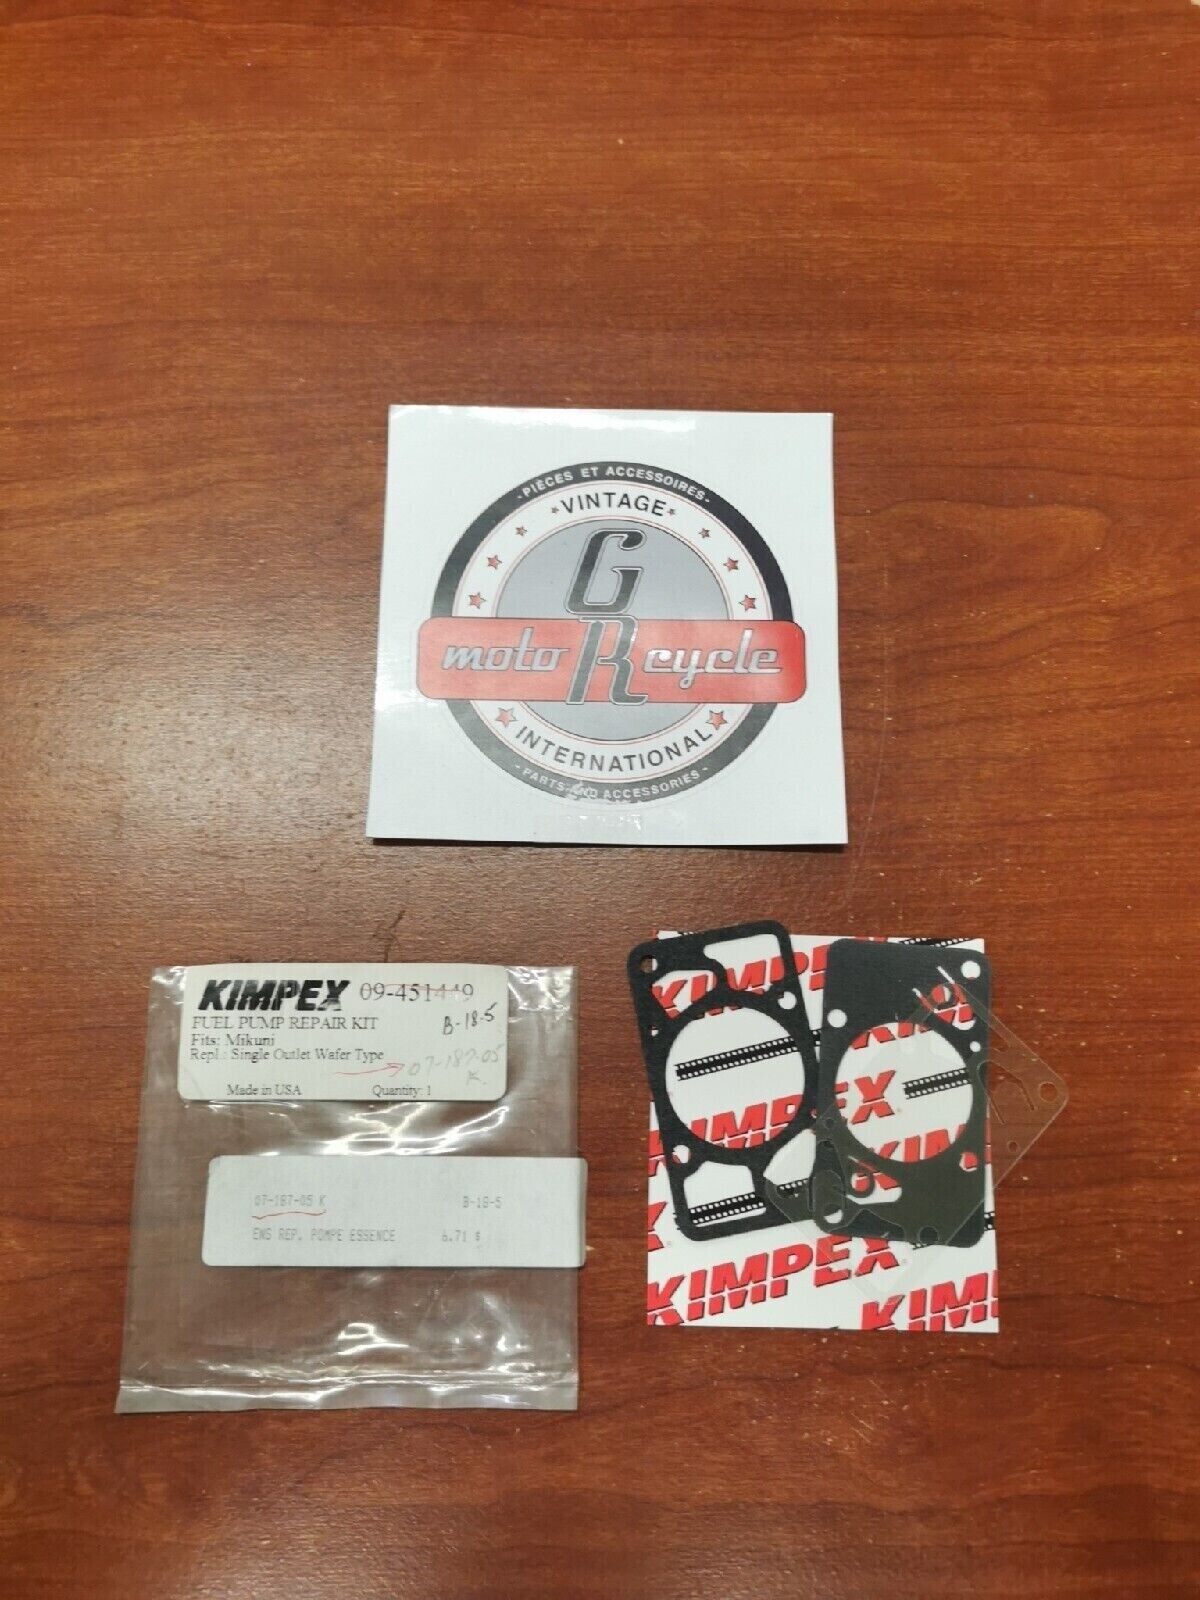 - PIÈCES ET ACCESSOIRES -
VINTAGE
G
moto R cycle
INTERNATIONAL
- PARTS AND ACCESSORIES -
KIMPEX 09-451449
FUEL PUMP REPAIR KIT
B-18-5
Fits: Mikuni
Repl.: Single Outlet Wafer Type
07-187-05
K.
Made in USA Quantity: 1
07-187-05 K B-18-5
ENS REP. POMPE ESSENCE 6.71 $
KIMPEX
KIMPEX
KIMPEX
KIM